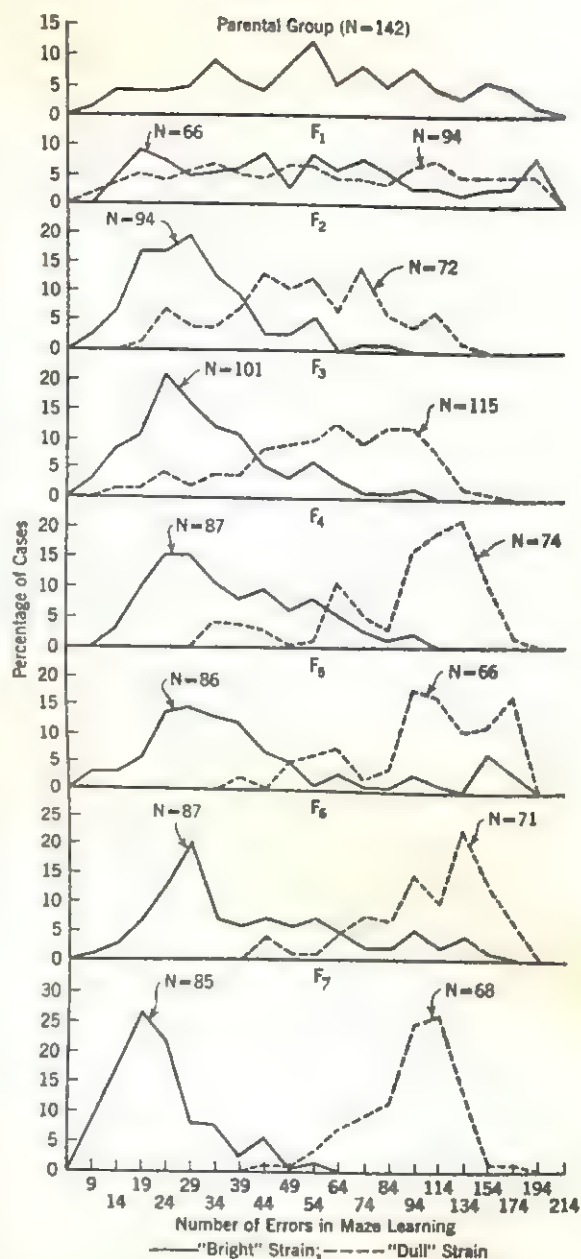 Parental Group (N=142)
15
10
5
0
F1
N=66
N=94
10
5
0
F2
N=94
N=72
20
15
10
5
0
F3
N=101
N=115
20
15
10
5
0
F4
N=87
N=74
20
15
10
5
0
F5
N=86
N=66
20
15
10
5
0
F6
N=87
N=71
25
20
15
10
5
0
F7
N=85
N=68
30
25
20
15
10
5
0
Percentage of Cases
9 19 29 39 49 64 84 114 154 194
14 24 34 44 54 74 94 134 174 214
Number of Errors in Maze Learning
"Bright" Strain; "Dull" Strain